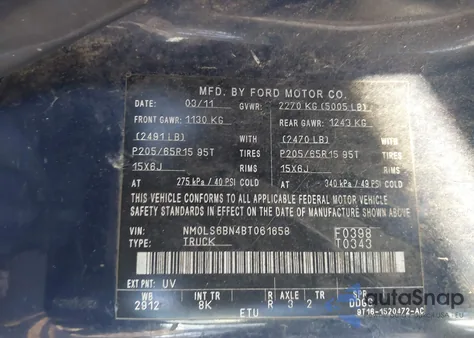 MFD. BY FORD MOTOR CO.
DATE: 03/11 GVWR: 2270 KG (5005 LB)
FRONT GAWR: 1130 KG REAR GAWR: 1243 KG
(2491 LB) WITH (2470 LB) WITH
P205/65R15 95T TIRES P205/65R15 95T TIRES
15X6J 15X6J
AT 275 kPa / 40 PSI COLD AT 340 kPa / 49 PSI COLD
THIS VEHICLE CONFORMS TO ALL APPLICABLE FEDERAL MOTOR VEHICLE
SAFETY STANDARD IN EFFECT ON THE DATE OF MANUFACTURE SHOWN ABOVE.
VIN: NM0LS6BN4BT061658 F0398
TYPE: TRUCK T0343
EXT PNT: UV
WB INT TR R AXLE TR
2912 8K R 3 2
ETU
9T16-1520472-AC
AutoSnap